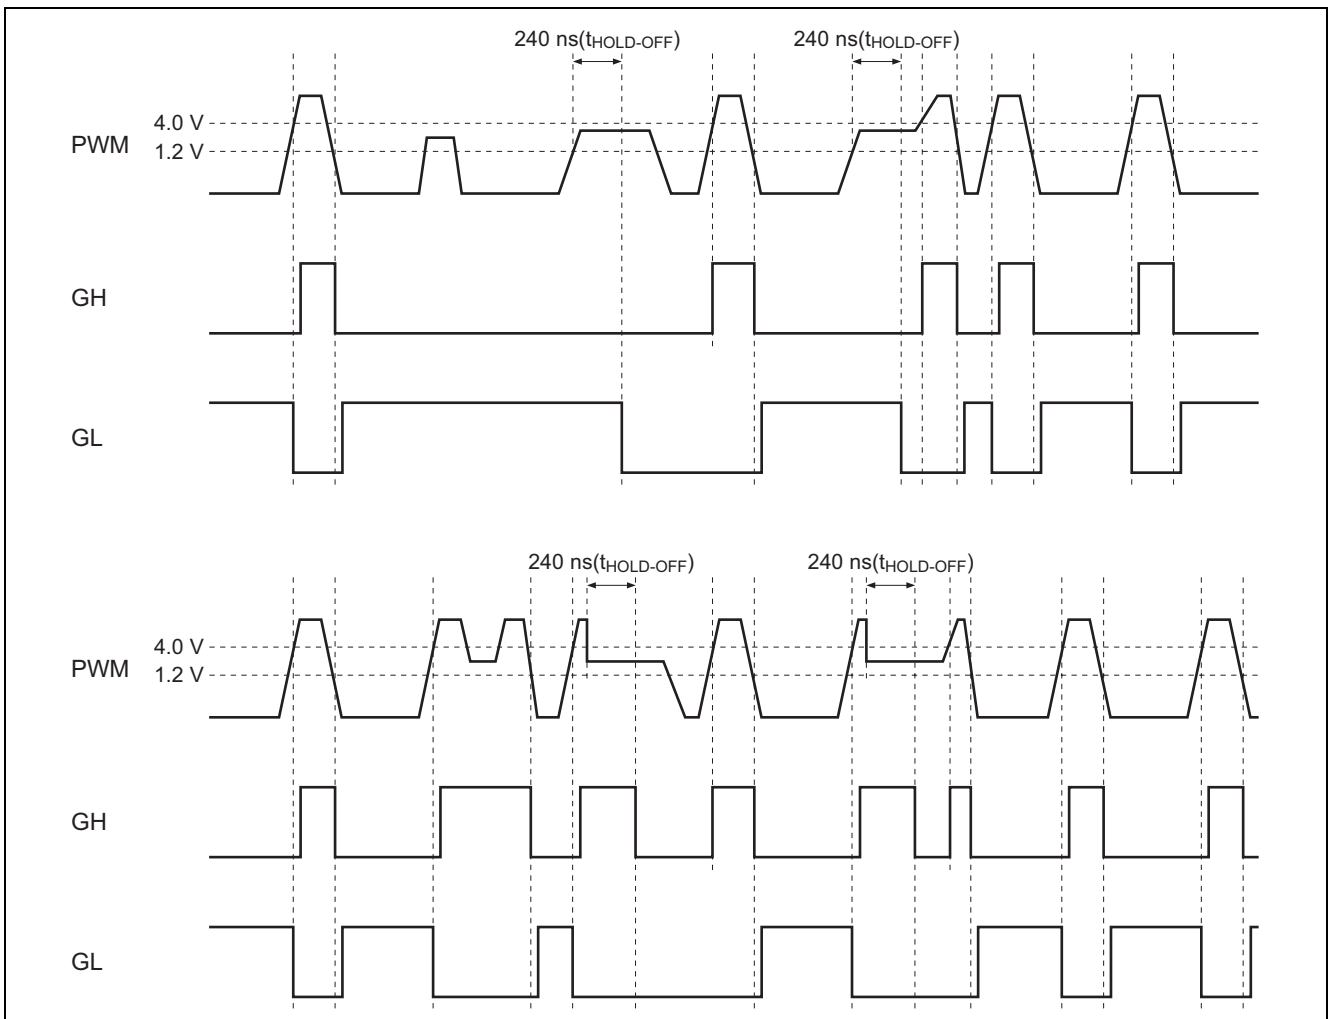 240 ns(tHOLD-OFF) 240 ns(tHOLD-OFF)
4.0 V
PWM
1.2 V
GH
GL
240 ns(tHOLD-OFF) 240 ns(tHOLD-OFF)
4.0 V
PWM
1.2 V
GH
GL